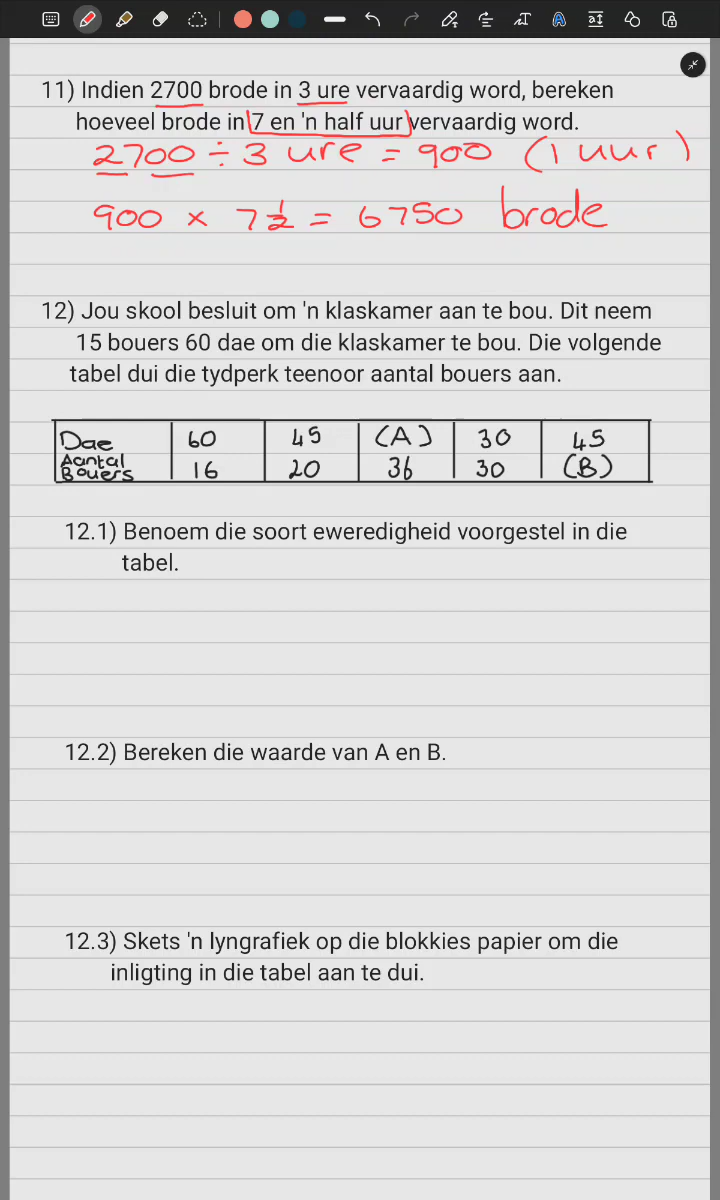 11) Indien 2700 brode in 3 ure vervaardig word, bereken
hoeveel brode in 7 en 'n half uur vervaardig word.
2700 ÷ 3 ure = 900 (1 uur)
900 x 7 ½ = 6750 brode
12) Jou skool besluit om 'n klaskamer aan te bou. Dit neem
15 bouers 60 dae om die klaskamer te bou. Die volgende
tabel dui die tydperk teenoor aantal bouers aan.
Dae 60 45 (A) 30 45
Aantal Bouers 16 20 36 30 (B)
12.1) Benoem die soort eweredigheid voorgestel in die
tabel.
12.2) Bereken die waarde van A en B.
12.3) Skets 'n lyngrafiek op die blokkies papier om die
inligting in die tabel aan te dui.